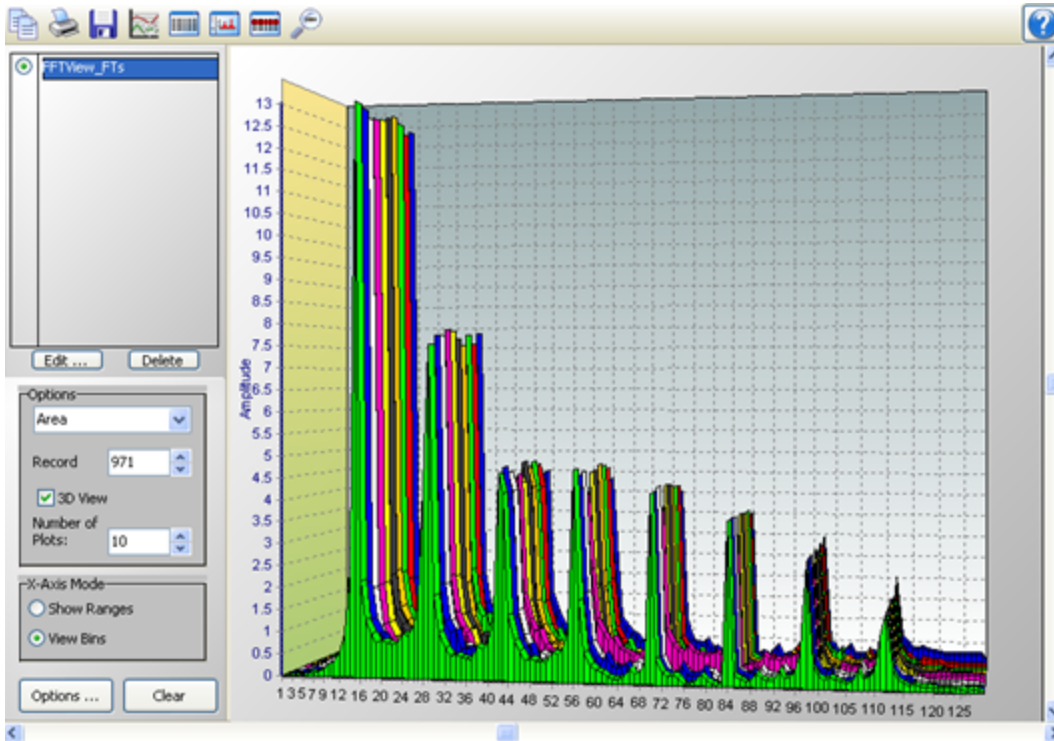 FFTView_FTs
Edit ...
Delete
Options
Area
Record
971
3D View
Number of
Plots:
10
X-Axis Mode
Show Ranges
View Bins
Options ...
Clear
Amplitude
13
12.5
12
11.5
11
10.5
10
9.5
9
8.5
8
7.5
7
6.5
6
5.5
5
4.5
4
3.5
3
2.5
2
1.5
1
0.5
0
1 3 5 7 9 12 16 20 24 28 32 36 40 44 48 52 56 60 64 68 72 76 80 84 88 92 96 100 105 110 115 120 125